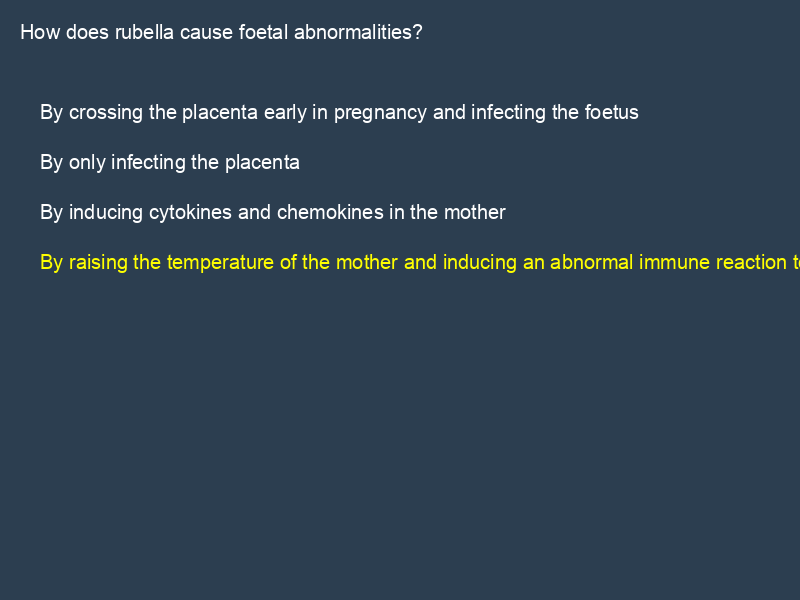 How does rubella cause foetal abnormalities?
By crossing the placenta early in pregnancy and infecting the foetus
By only infecting the placenta
By inducing cytokines and chemokines in the mother
By raising the temperature of the mother and inducing an abnormal immune reaction